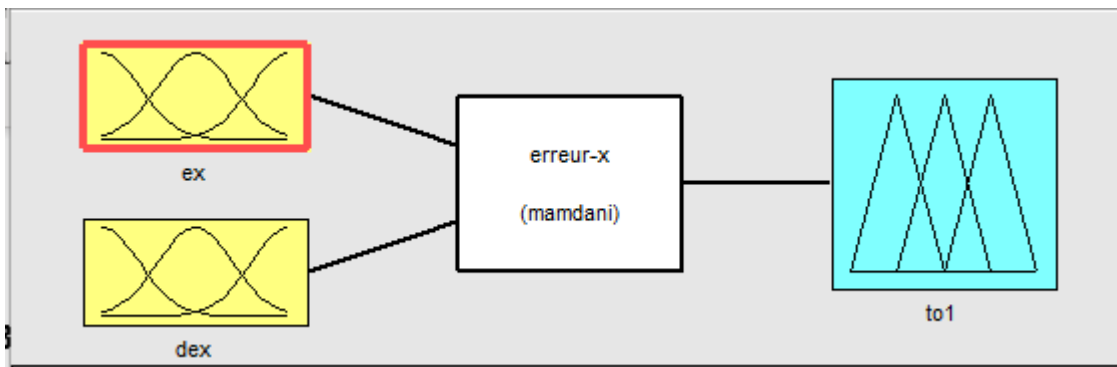 ex
erreur-x
(mamdani)
dex
to1